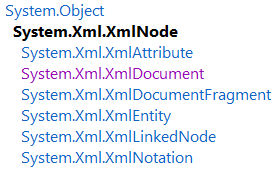 System.Object
System.Xml.XmlNode
System.Xml.XmlAttribute
System.Xml.XmlDocument
System.Xml.XmlDocumentFragment
System.Xml.XmlEntity
System.Xml.XmlLinkedNode
System.Xml.XmlNotation